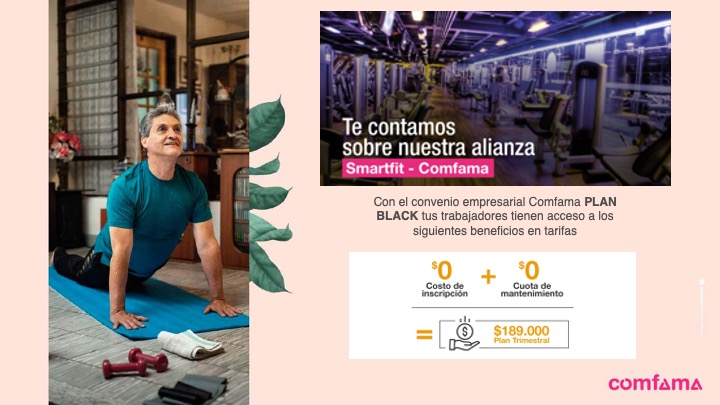 Te contamos
sobre nuestra alianza
Smartfit - Comfama
Con el convenio empresarial Comfama PLAN
BLACK tus trabajadores tienen acceso a los
siguientes beneficios en tarifas
$0 + $0
Costo de inscripción
Cuota de mantenimiento
= $189.000
Plan Trimestral
comfama